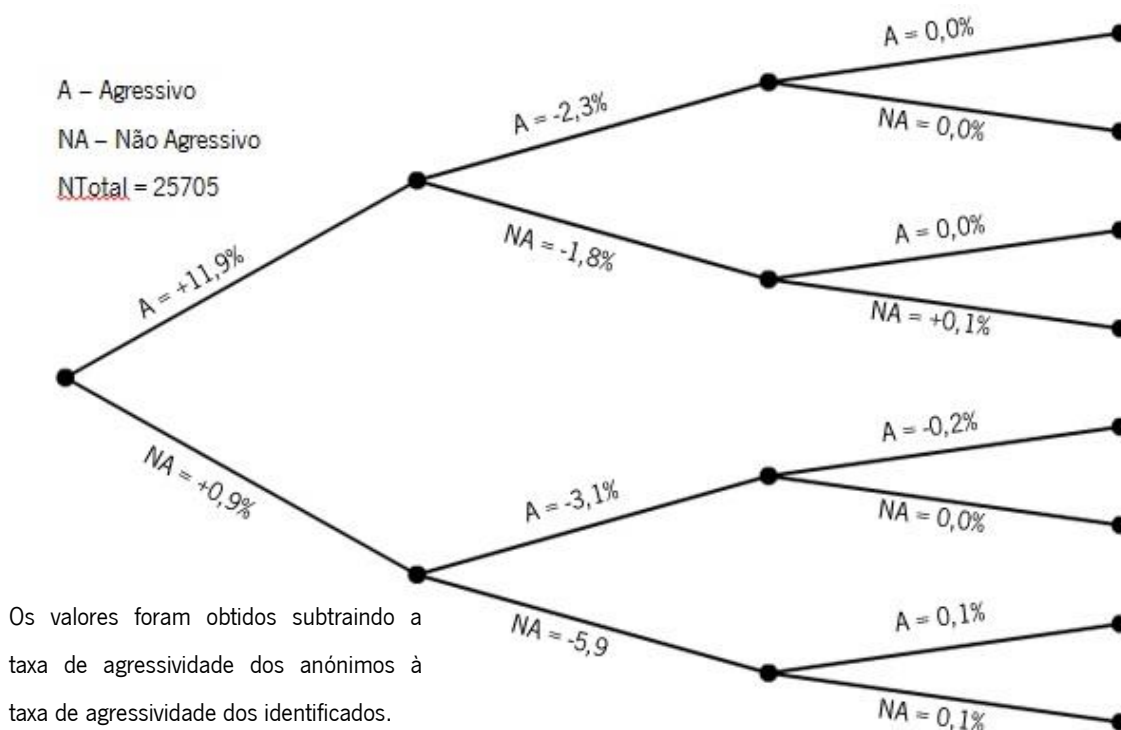 A – Agressivo
NA – Não Agressivo
NTotal = 25705
A = +11,9%
NA = +0,9%
A = -2,3%
NA = -1,8%
A = -3,1%
NA = -5,9
A = 0,0%
NA = 0,0%
A = 0,0%
NA = +0,1%
A = -0,2%
NA = 0,0%
A = 0,1%
NA = 0,1%
Os valores foram obtidos subtraindo a
taxa de agressividade dos anónimos à
taxa de agressividade dos identificados.